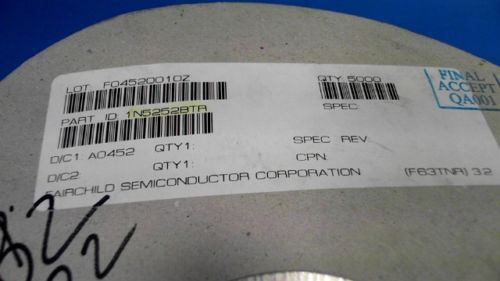 LOT: F04520010Z QTY: 5000
PART ID: 1N5252BTR SPEC:
D/C1: A0452 QTY1: SPEC REV:
D/C2: QTY1: CPN:
FAIRCHILD SEMICONDUCTOR CORPORATION (F63TNR) 3.2
FINAL
ACCEPT
QA001